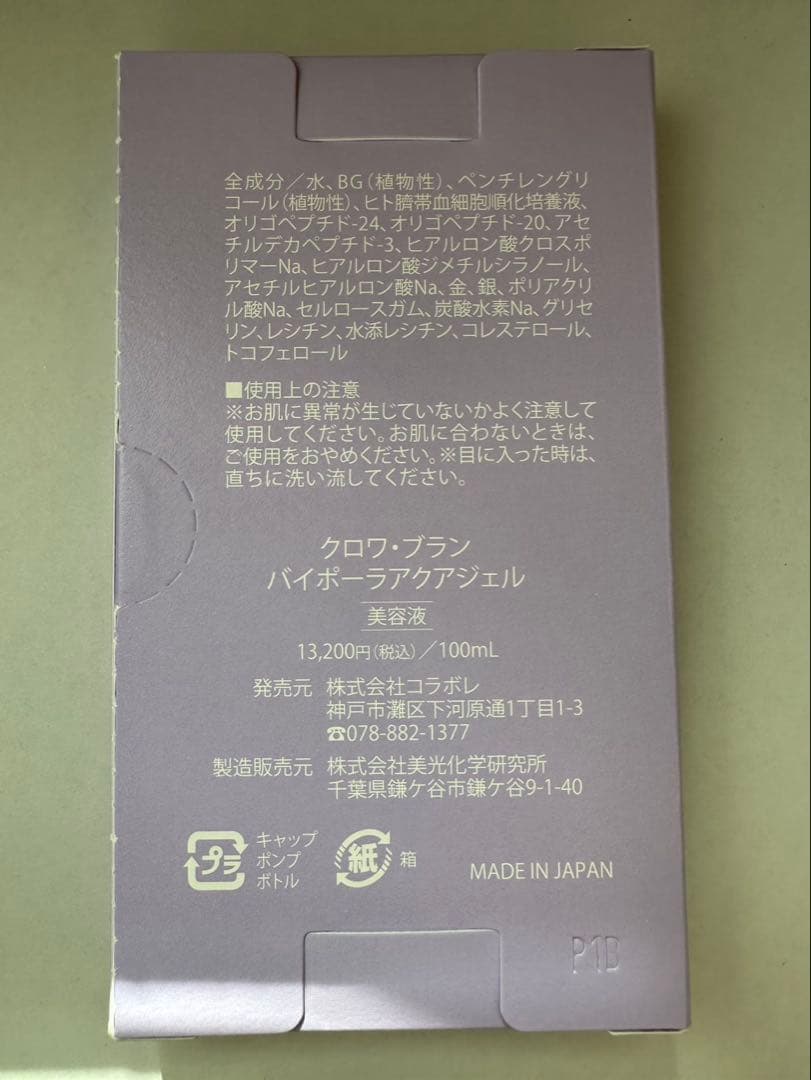 全成分／水、BG（植物性）、ペンチレングリ
コール（植物性）、ヒト臍帯血細胞順化培養液、
オリゴペプチド-24、オリゴペプチド-20、アセ
チルデカペプチド-3、ヒアルロン酸クロスポ
リマーNa、ヒアルロン酸ジメチルシラノール、
アセチルヒアルロン酸Na、金、銀、ポリアクリ
ル酸Na、セルロースガム、炭酸水素Na、グリセ
リン、レシチン、水添レシチン、コレステロール、
トコフェロール
■使用上の注意
※お肌に異常が生じていないかよく注意して
使用してください。お肌に合わないときは、
ご使用をおやめください。※目に入った時は、
直ちに洗い流してください。
クロワ・ブラン
バイポーラアクアジェル
美容液
13,200円（税込）／100mL
発売元 株式会社コラボレ
神戸市灘区下河原通1丁目1-3
☎078-882-1377
製造販売元 株式会社美光化学研究所
千葉県鎌ケ谷市鎌ケ谷9-1-40
プラ キャップ
ポンプ
ボトル
紙 箱
MADE IN JAPAN
P1B